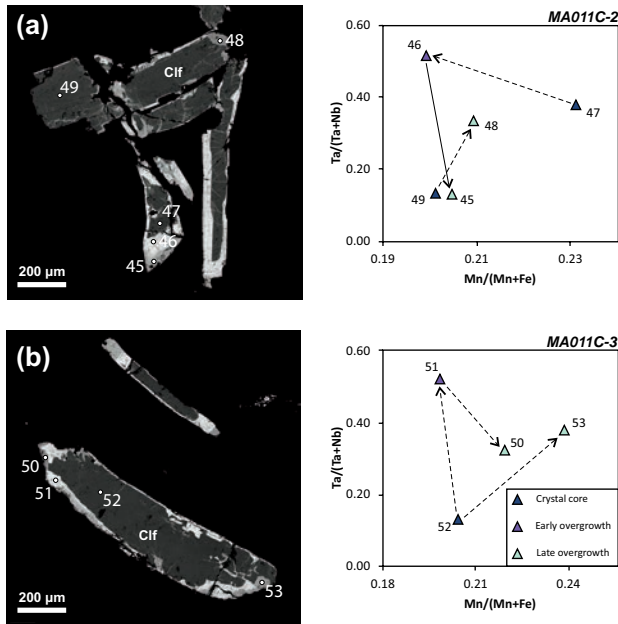 (a)
48
49
Clf
47
46
45
200 µm
MA011C-2
Ta/(Ta+Nb)
0.60
0.40
0.20
0.00
46
47
48
49
45
0.19
0.21
0.23
Mn/(Mn+Fe)
(b)
50
51
52
Clf
53
200 µm
MA011C-3
Ta/(Ta+Nb)
0.60
0.40
0.20
0.00
51
50
53
52
Crystal core
Early overgrowth
Late overgrowth
0.18
0.21
0.24
Mn/(Mn+Fe)